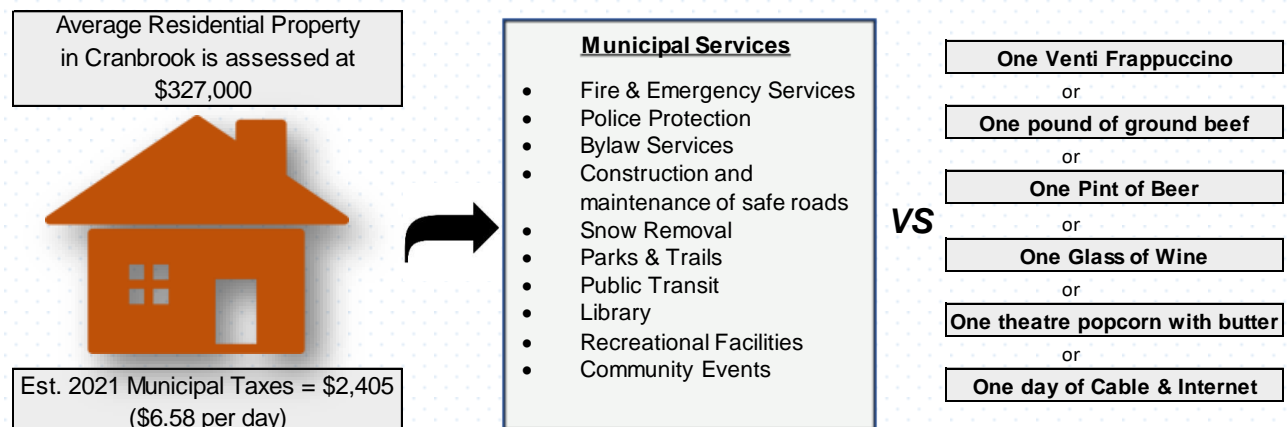 Average Residential Property
in Cranbrook is assessed at
$327,000
Est. 2021 Municipal Taxes = $2,405
($6.58 per day)
Municipal Services
• Fire & Emergency Services
• Police Protection
• Bylaw Services
• Construction and
maintenance of safe roads
• Snow Removal
• Parks & Trails
• Public Transit
• Library
• Recreational Facilities
• Community Events
VS
One Venti Frappuccino
or
One pound of ground beef
or
One Pint of Beer
or
One Glass of Wine
or
One theatre popcorn with butter
or
One day of Cable & Internet